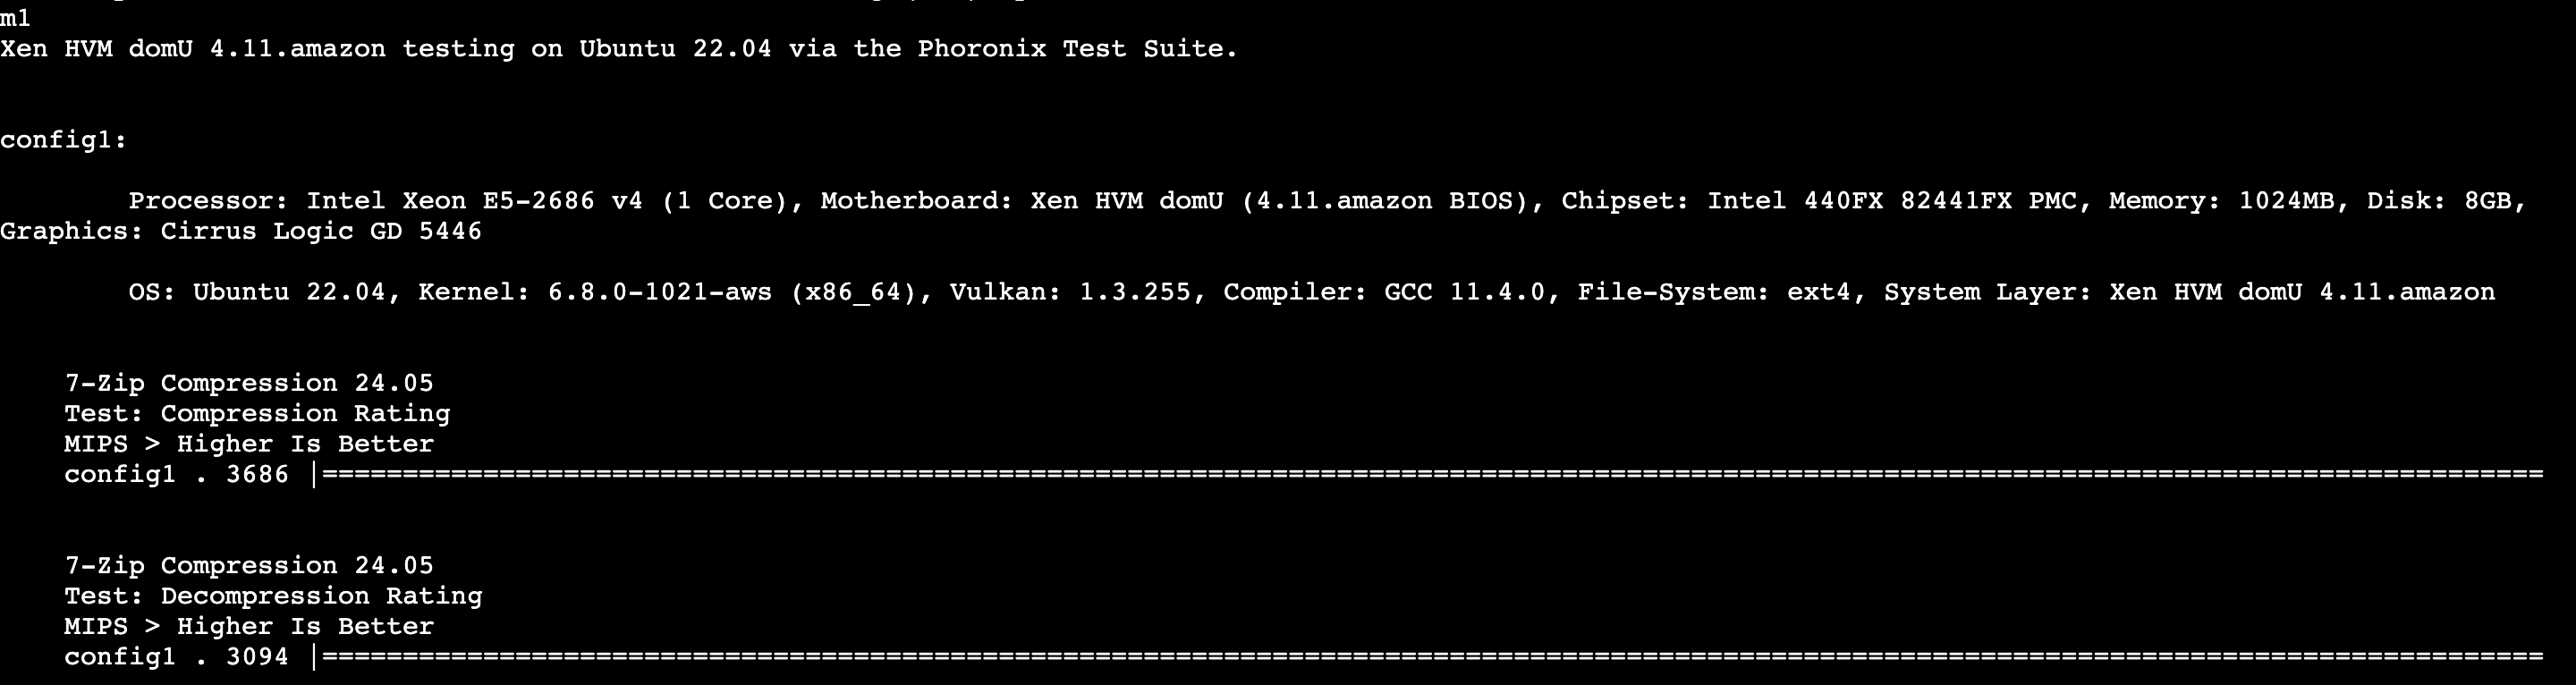 m1
Xen HVM domU 4.11.amazon testing on Ubuntu 22.04 via the Phoronix Test Suite.
config1:
Processor: Intel Xeon E5-2686 v4 (1 Core), Motherboard: Xen HVM domU (4.11.amazon BIOS), Chipset: Intel 440FX 82441FX PMC, Memory: 1024MB, Disk: 8GB,
Graphics: Cirrus Logic GD 5446
OS: Ubuntu 22.04, Kernel: 6.8.0-1021-aws (x86_64), Vulkan: 1.3.255, Compiler: GCC 11.4.0, File-System: ext4, System Layer: Xen HVM domU 4.11.amazon
7-Zip Compression 24.05
Test: Compression Rating
MIPS > Higher Is Better
config1 . 3686 |==========================================================================================================================================
7-Zip Compression 24.05
Test: Decompression Rating
MIPS > Higher Is Better
config1 . 3094 |==========================================================================================================================================